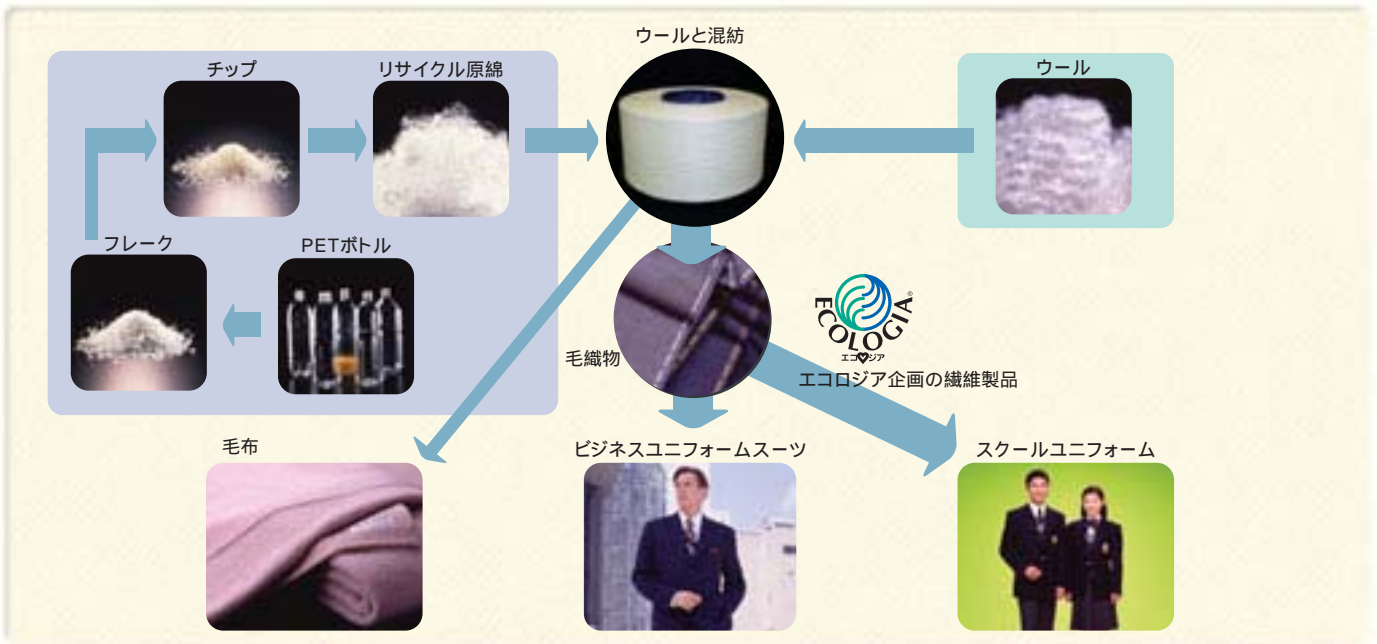 ウールと混紡
チップ
リサイクル原綿
ウール
フレーク
PETボトル
ECOLOGIA®
エコ♥ジア
毛織物
エコロジア企画の繊維製品
毛布
ビジネスユニフォームスーツ
スクールユニフォーム